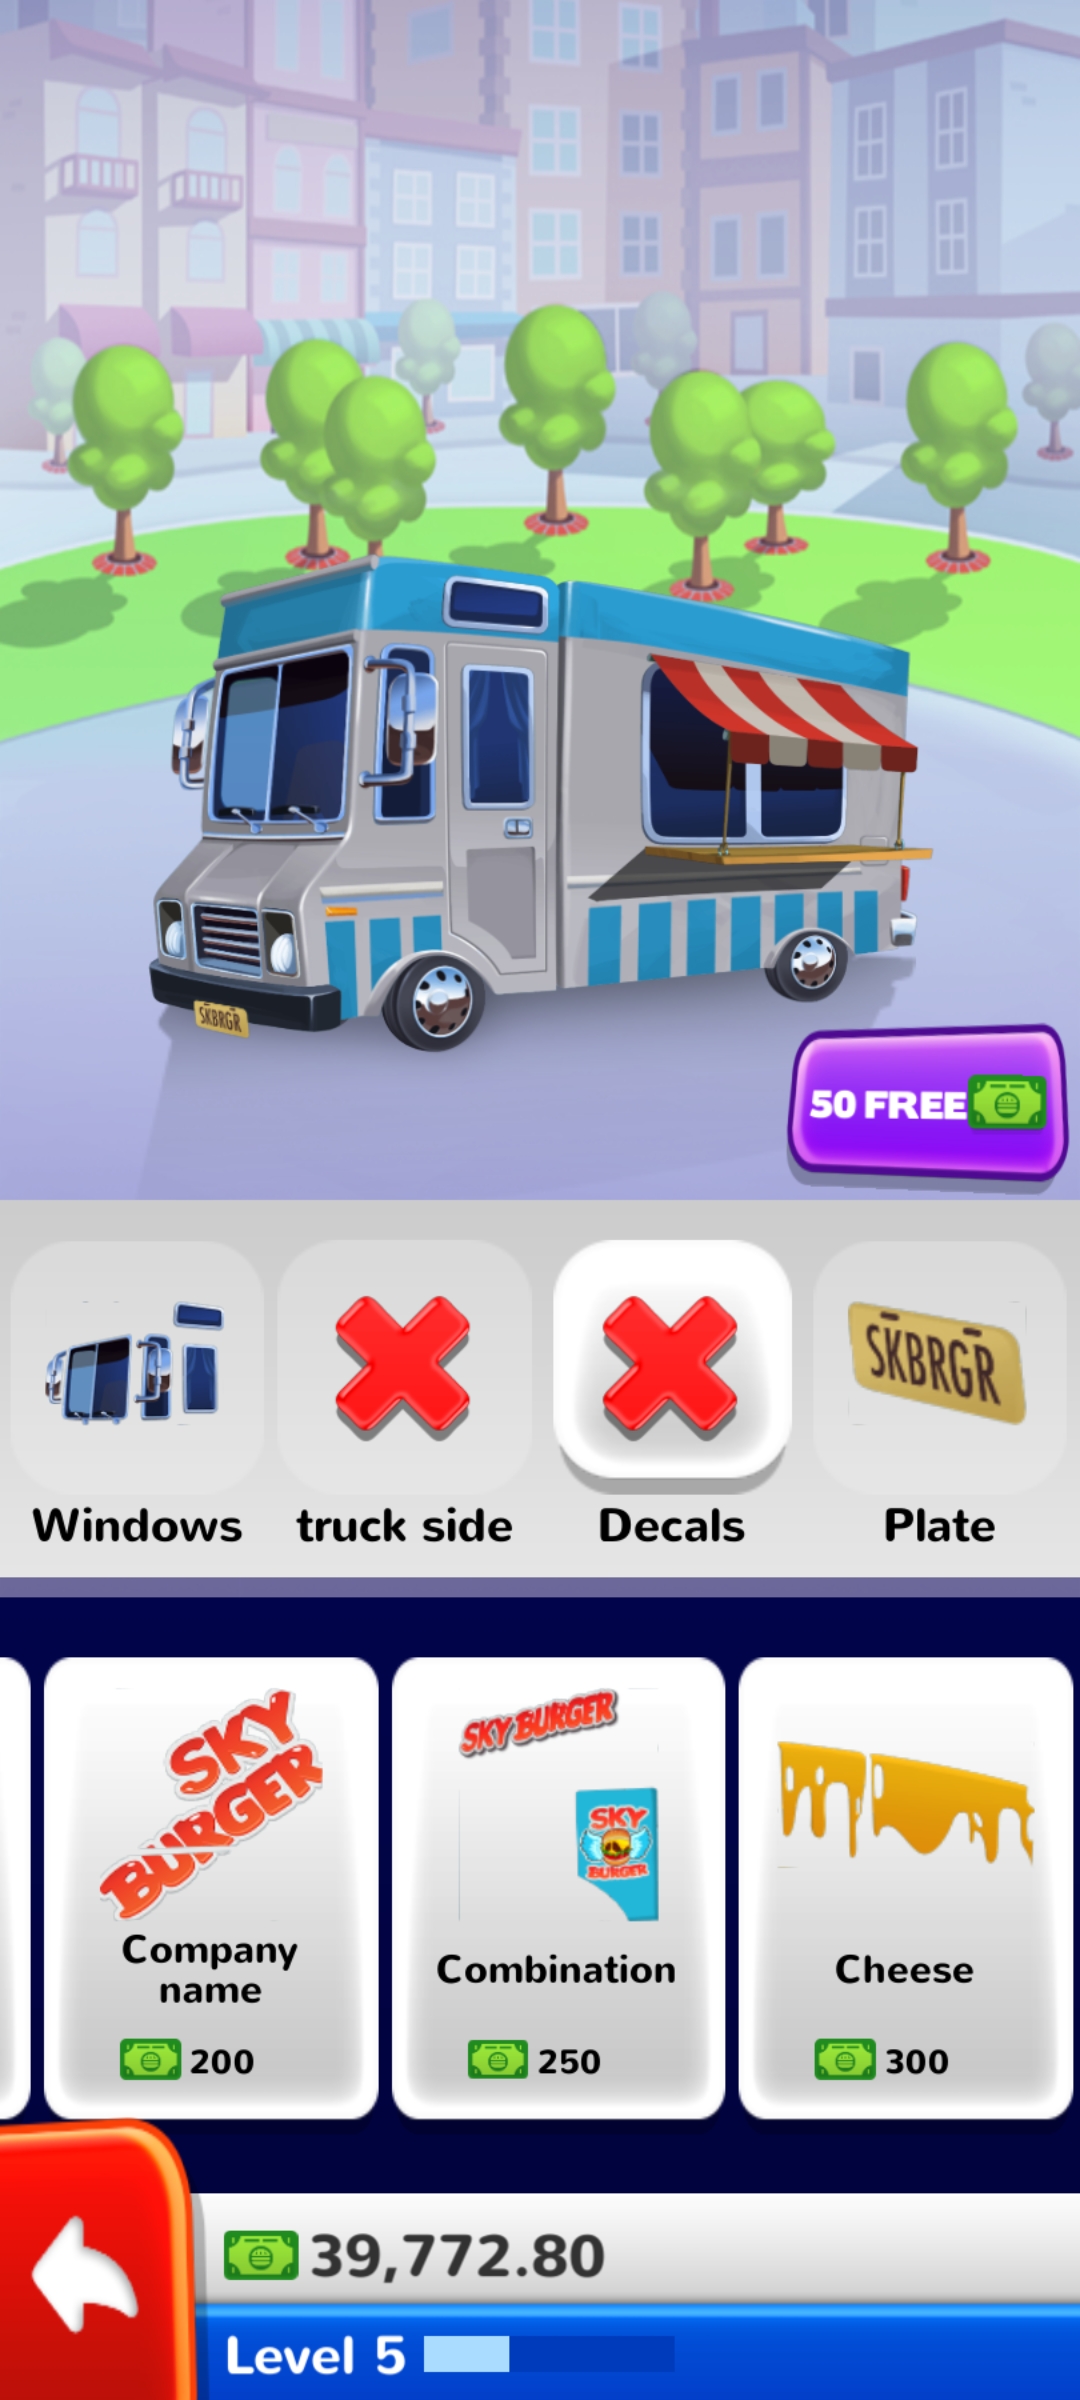 SKBRGR
50 FREE
SKBRGR
Windows
truck side
Decals
Plate
SKY
BURGER
Company
name
200
SKY BURGER
SKY
BURGER
Combination
250
Cheese
300
39,772.80
Level 5